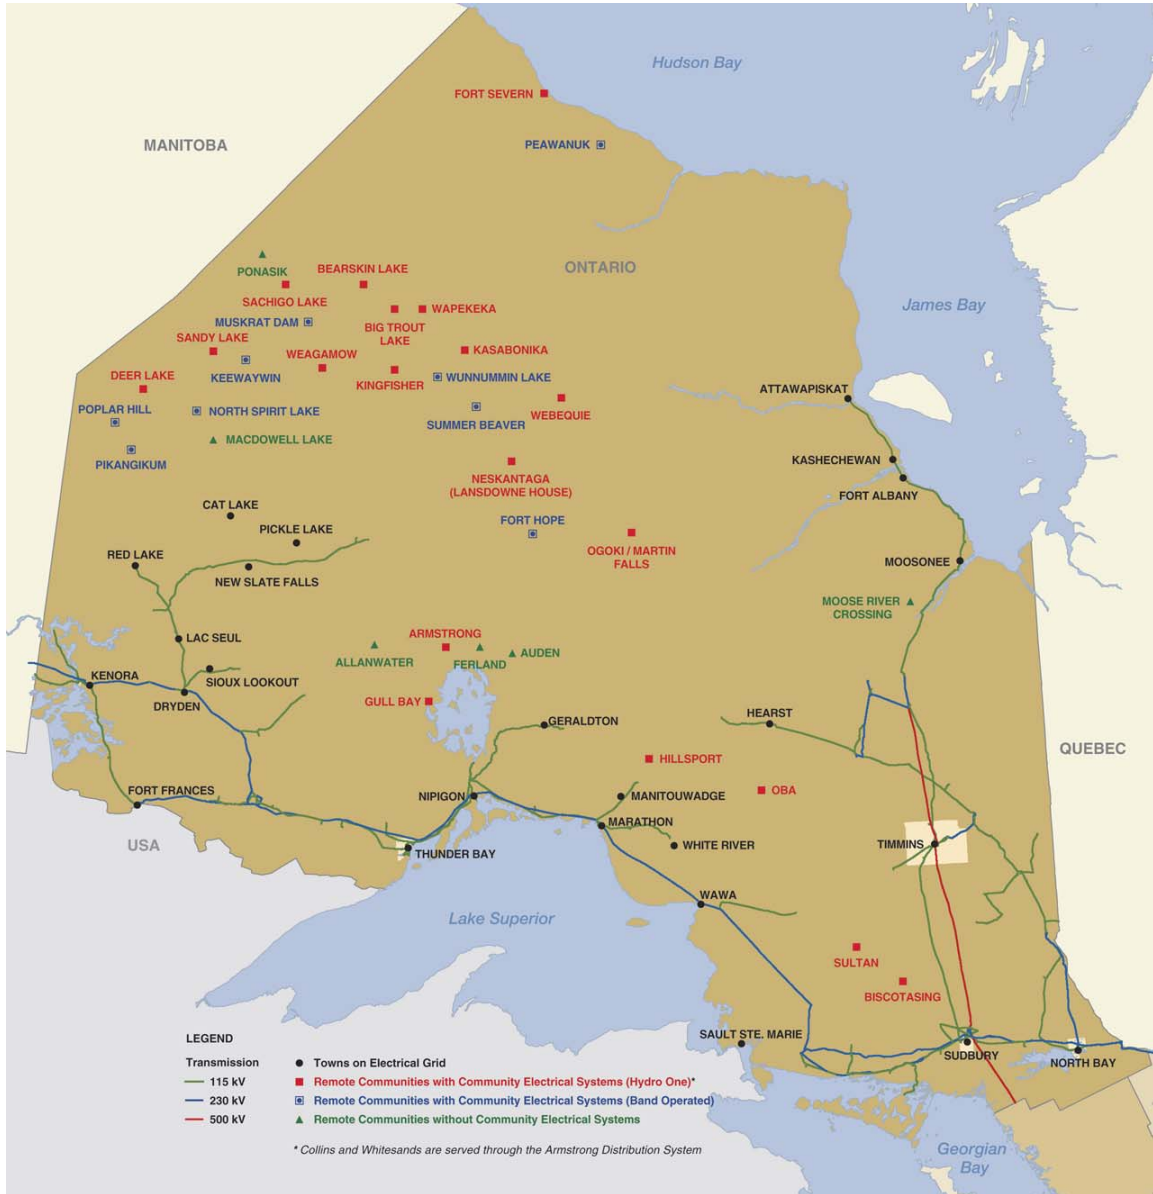 Hudson Bay
FORT SEVERN
MANITOBA
PEAWANUK
PONASIK
BEARSKIN LAKE
ONTARIO
SACHIGO LAKE
WAPEKEKA
James Bay
MUSKRAT DAM
BIG TROUT
LAKE
SANDY LAKE
KASABONIKA
WEAGAMOW
KEEWAYWIN
KINGFISHER
WUNNUMMIN LAKE
DEER LAKE
ATTAWAPISKAT
POPLAR HILL
NORTH SPIRIT LAKE
WEBEQUIE
SUMMER BEAVER
MACDOWELL LAKE
PIKANGIKUM
KASHECHEWAN
NESKANTAGA
(LANSDOWNE HOUSE)
FORT ALBANY
CAT LAKE
PICKLE LAKE
FORT HOPE
RED LAKE
OGOKI / MARTIN
FALLS
MOOSONEE
NEW SLATE FALLS
MOOSE RIVER
CROSSING
LAC SEUL
ARMSTRONG
ALLANWATER
FERLAND
AUDEN
KENORA
SIOUX LOOKOUT
DRYDEN
GULL BAY
GERALDTON
HEARST
QUEBEC
HILLSPORT
FORT FRANCES
NIPIGON
MANITOUWADGE
OBA
MARATHON
USA
THUNDER BAY
WHITE RIVER
TIMMINS
WAWA
Lake Superior
SULTAN
BISCOTASING
SAULT STE. MARIE
SUDBURY
NORTH BAY
LEGEND
Transmission
115 kV
230 kV
500 kV
Towns on Electrical Grid
Remote Communities with Community Electrical Systems (Hydro One)*
Remote Communities with Community Electrical Systems (Band Operated)
Remote Communities without Community Electrical Systems
* Collins and Whitesands are served through the Armstrong Distribution System
Georgian
Bay